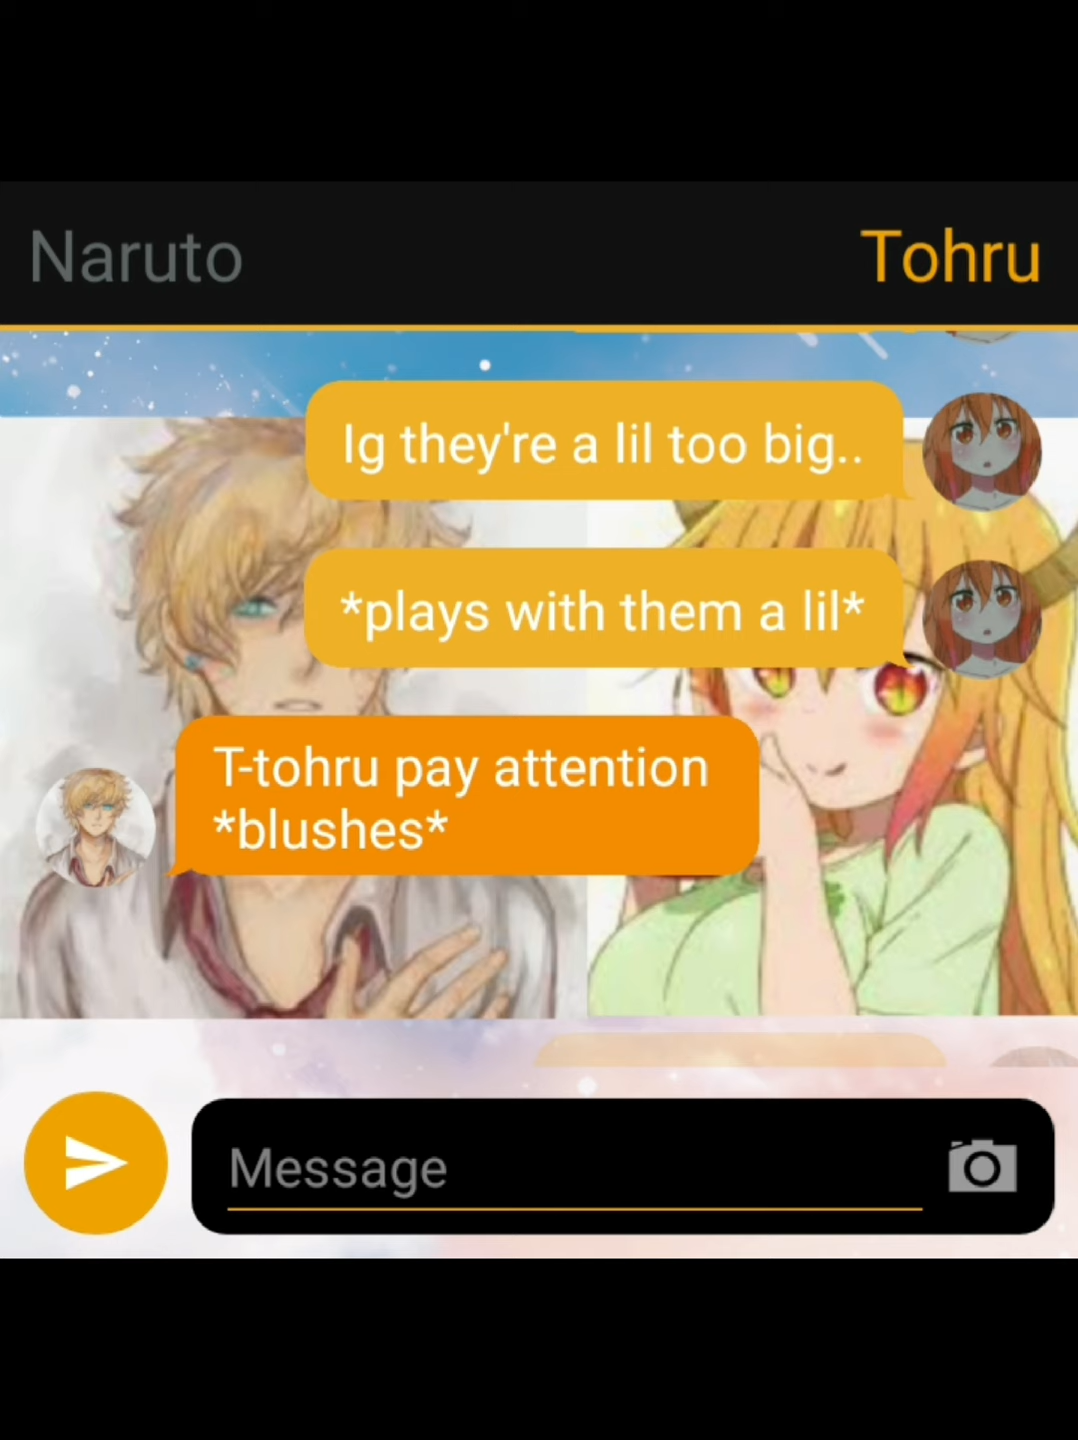 Naruto
Tohru
Ig they're a lil too big..
*plays with them a lil*
T-tohru pay attention
*blushes*
Message